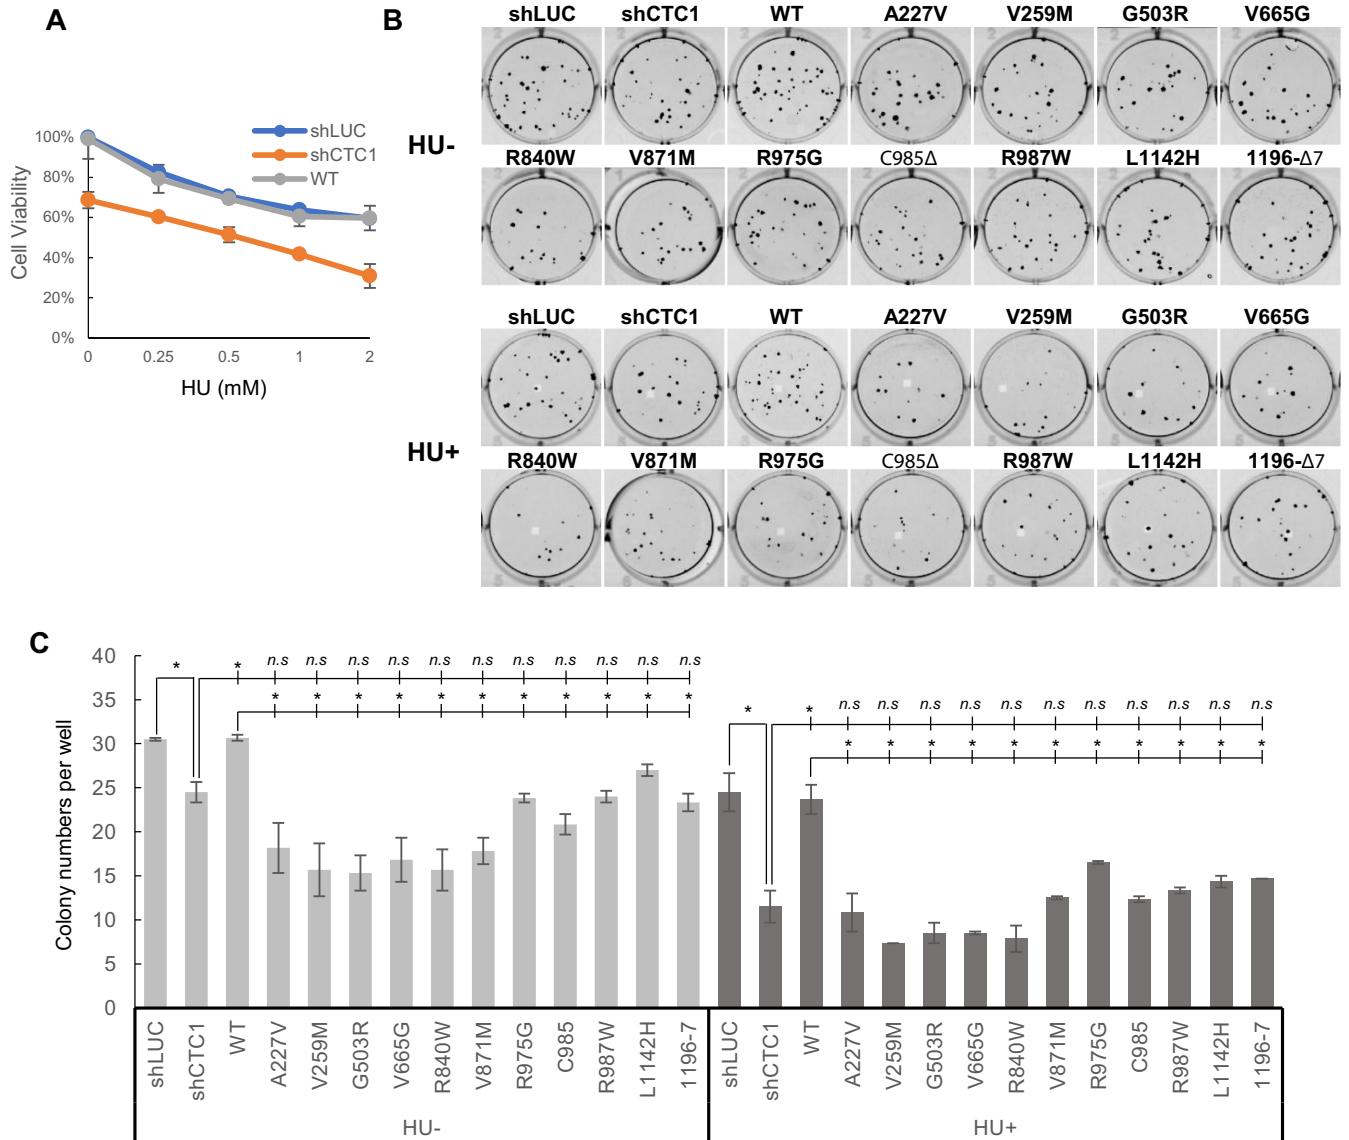 A
100%
80%
60%
40%
20%
0%
Cell Viability
shLUC
shCTC1
WT
0 0.25 0.5 1 2
HU (mM)
B
shLUC shCTC1 WT A227V V259M G503R V665G
HU-
R840W V871M R975G C985Δ R987W L1142H 1196-Δ7
shLUC shCTC1 WT A227V V259M G503R V665G
HU+
R840W V871M R975G C985Δ R987W L1142H 1196-Δ7
C
Colony numbers per well
40
35
30
25
20
15
10
5
0
* * n.s n.s n.s n.s n.s n.s n.s n.s n.s n.s n.s
* * * * * * * * * * *
* * n.s n.s n.s n.s n.s n.s n.s n.s n.s n.s n.s
* * * * * * * * * * *
shLUC shCTC1 WT A227V V259M G503R V665G R840W V871M R975G C985 R987W L1142H 1196-7
shLUC shCTC1 WT A227V V259M G503R V665G R840W V871M R975G C985 R987W L1142H 1196-7
HU- HU+